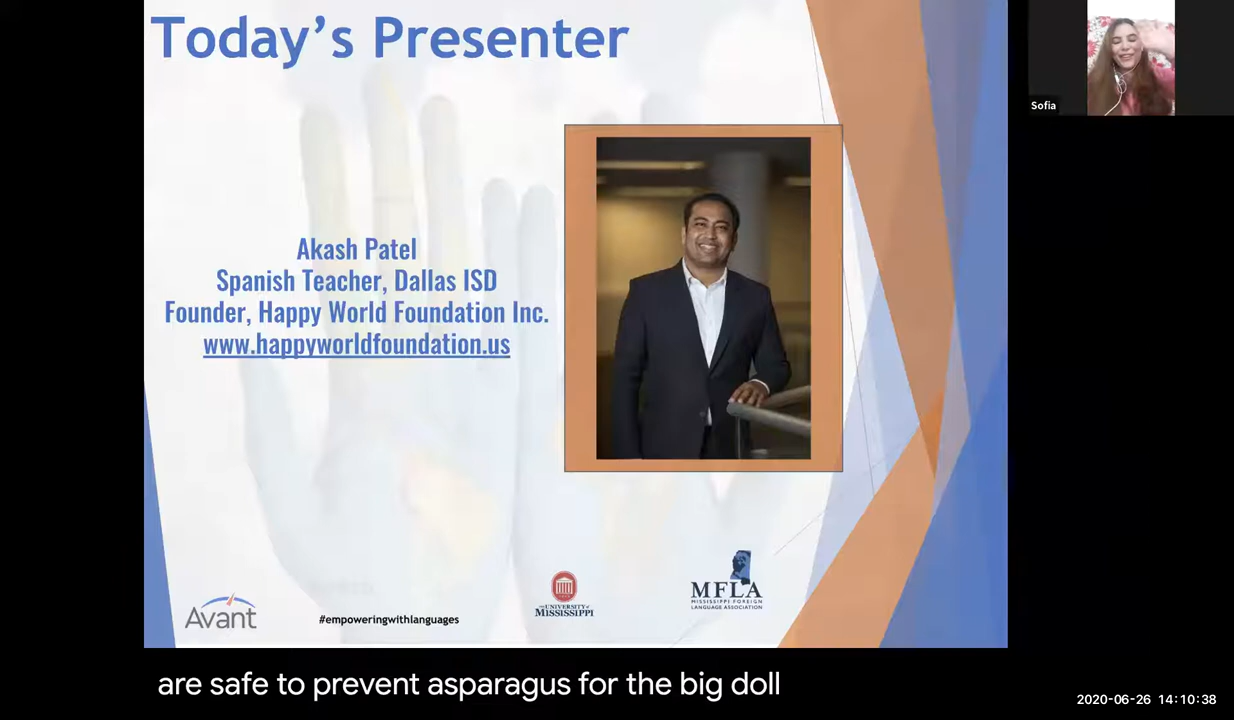 Today's Presenter
Sofia
Akash Patel
Spanish Teacher, Dallas ISD
Founder, Happy World Foundation Inc.
www.happyworldfoundation.us
Avant
#empoweringwithlanguages
THE UNIVERSITY of
MISSISSIPPI
MFLA
MISSISSIPPI FOREIGN
LANGUAGE ASSOCIATION
are safe to prevent asparagus for the big doll
2020-06-26 14:10:38